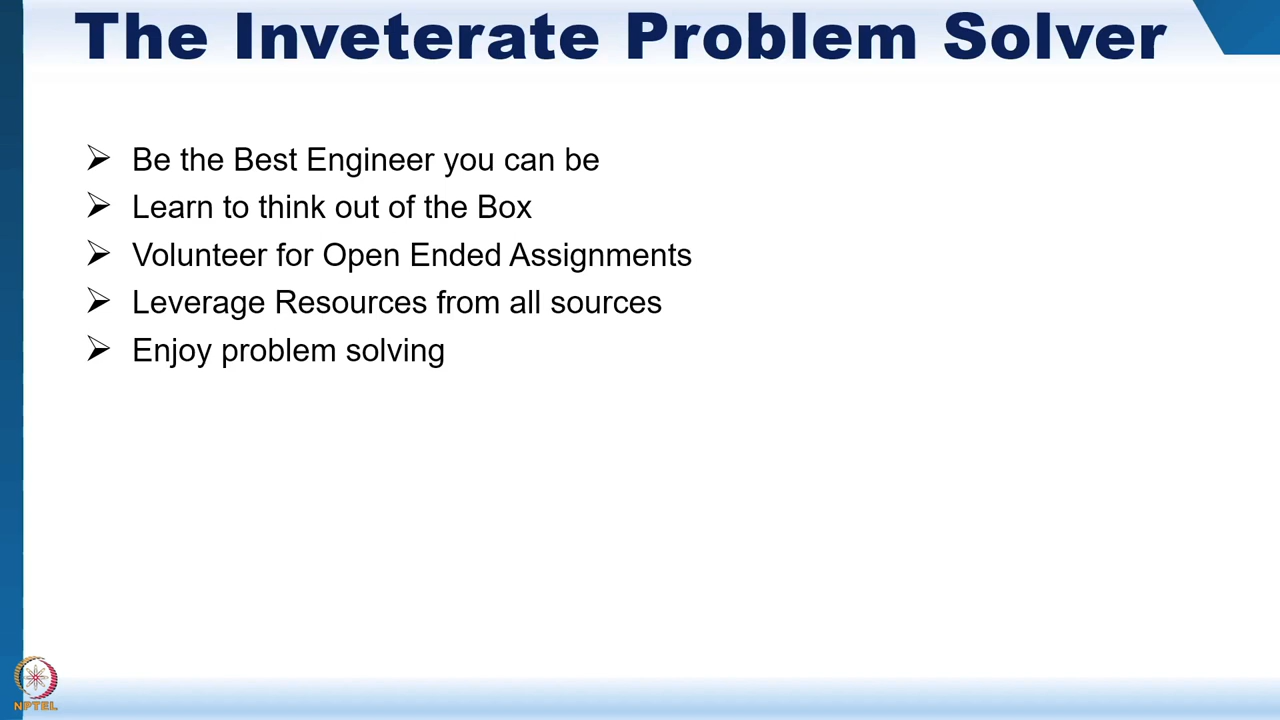 The Inveterate Problem Solver
Be the Best Engineer you can be
Learn to think out of the Box
Volunteer for Open Ended Assignments
Leverage Resources from all sources
Enjoy problem solving
NPTEL